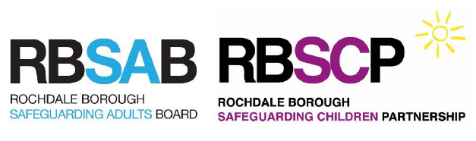 RBSAB
ROCHDALE BOROUGH
SAFEGUARDING ADULTS BOARD
RBSCP
ROCHDALE BOROUGH
SAFEGUARDING CHILDREN PARTNERSHIP